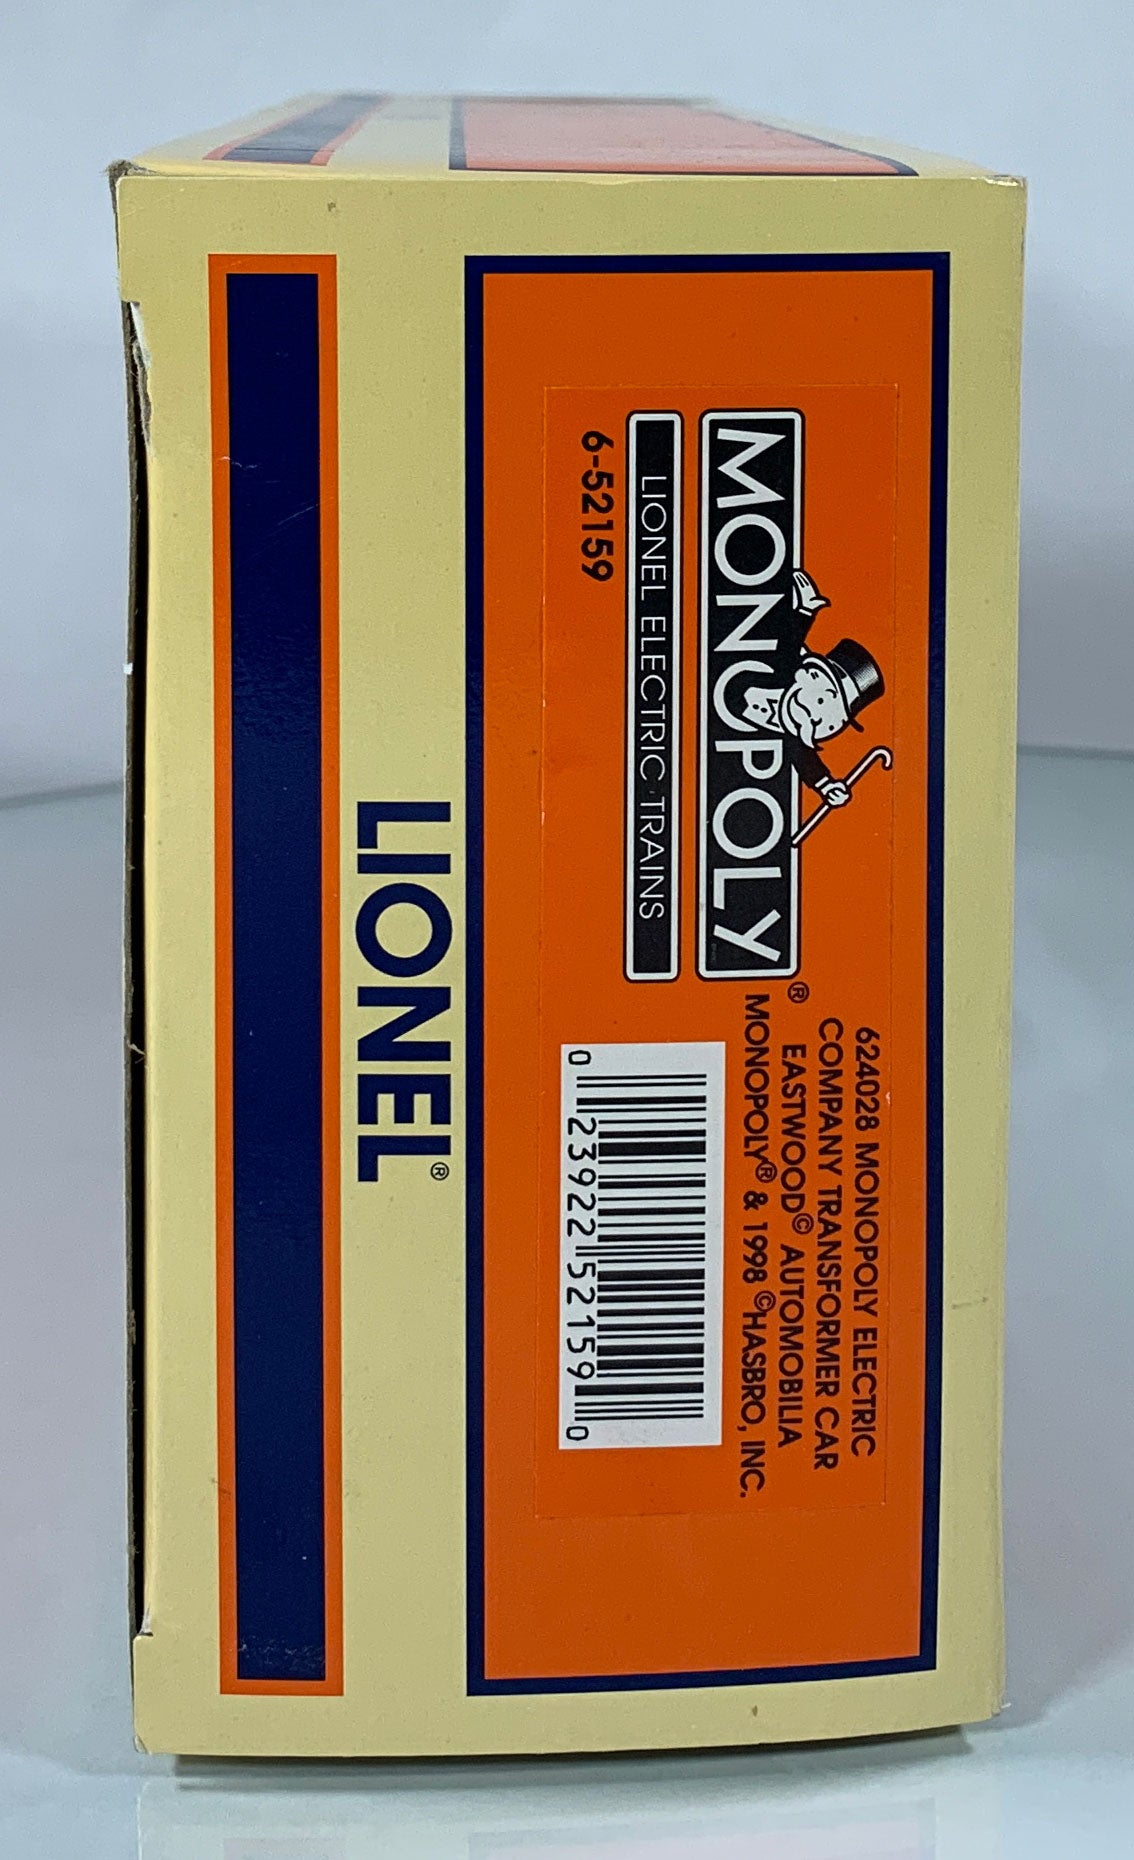 MONOPOLY®
LIONEL ELECTRIC TRAINS
6-52159
624028 MONOPOLY ELECTRIC
COMPANY TRANSFORMER CAR
EASTWOOD© AUTOMOBILIA
MONOPOLY® & 1998 ©HASBRO, INC.
0 23922 52159 0
LIONEL®